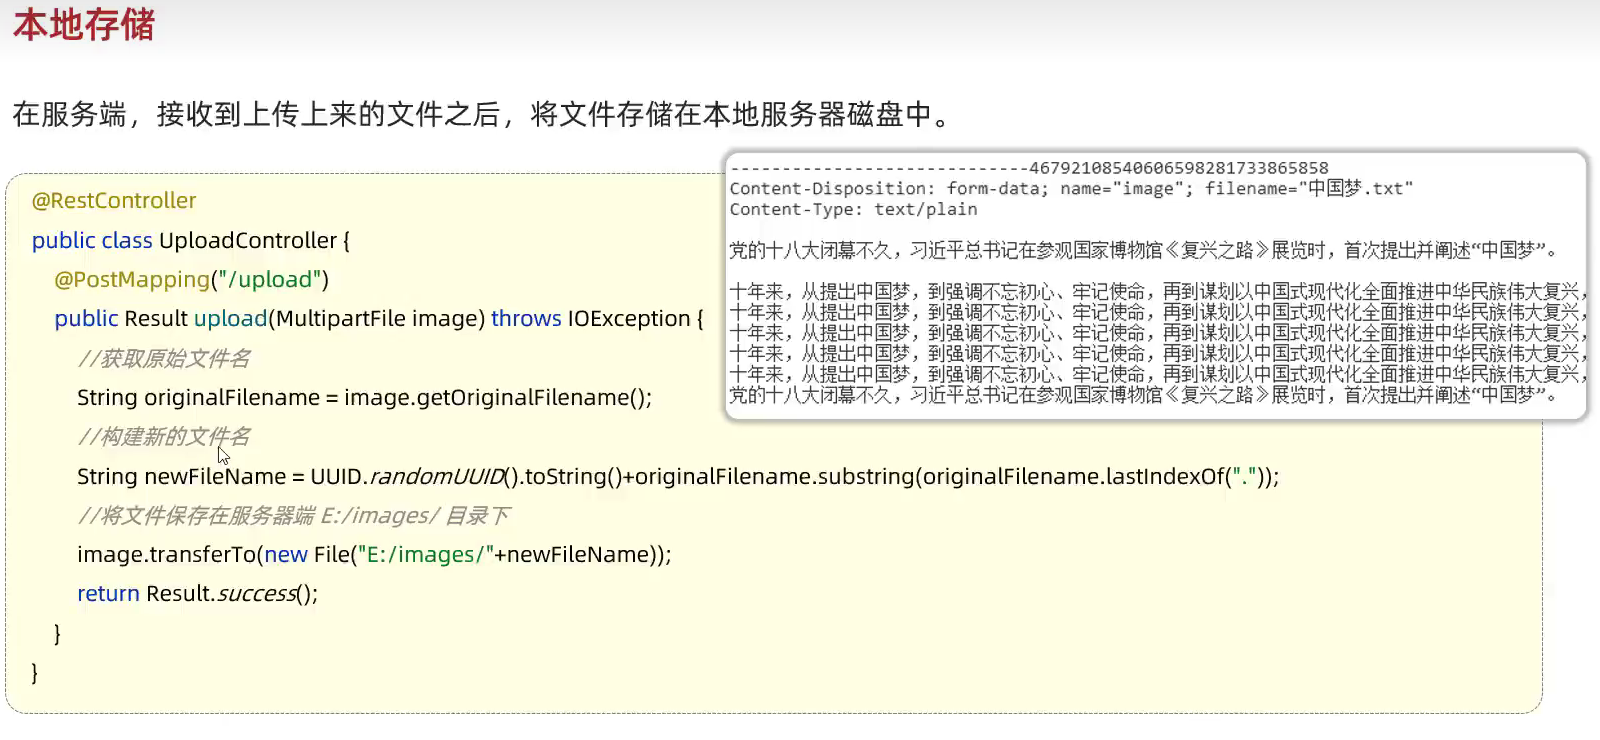 本地存储
在服务端，接收到上传上来的文件之后，将文件存储在本地服务器磁盘中。
@RestController
public class UploadController {
@PostMapping("/upload")
public Result upload(MultipartFile image) throws IOException {
//获取原始文件名
String originalFilename = image.getOriginalFilename();
//构建新的文件名
String newFileName = UUID.randomUUID().toString()+originalFilename.substring(originalFilename.lastIndexOf("."));
//将文件保存在服务器端 E:/images/ 目录下
image.transferTo(new File("E:/images/"+newFileName));
return Result.success();
}
}
-----------------------------467921085406065982817338​65858
Content-Disposition: form-data; name="image"; filename="中国梦.txt"
Content-Type: text/plain
党的十八大闭幕不久，习近平总书记在参观国家博物馆《复兴之路》展览时，首次提出并阐述“中国梦”。
十年来，从提出中国梦，到强调不忘初心、牢记使命，再到谋划以中国式现代化全面推进中华民族伟大复兴，
十年来，从提出中国梦，到强调不忘初心、牢记使命，再到谋划以中国式现代化全面推进中华民族伟大复兴，
十年来，从提出中国梦，到强调不忘初心、牢记使命，再到谋划以中国式现代化全面推进中华民族伟大复兴，
十年来，从提出中国梦，到强调不忘初心、牢记使命，再到谋划以中国式现代化全面推进中华民族伟大复兴，
十年来，从提出中国梦，到强调不忘初心、牢记使命，再到谋划以中国式现代化全面推进中华民族伟大复兴，
党的十八大闭幕不久，习近平总书记在参观国家博物馆《复兴之路》展览时，首次提出并阐述“中国梦”。